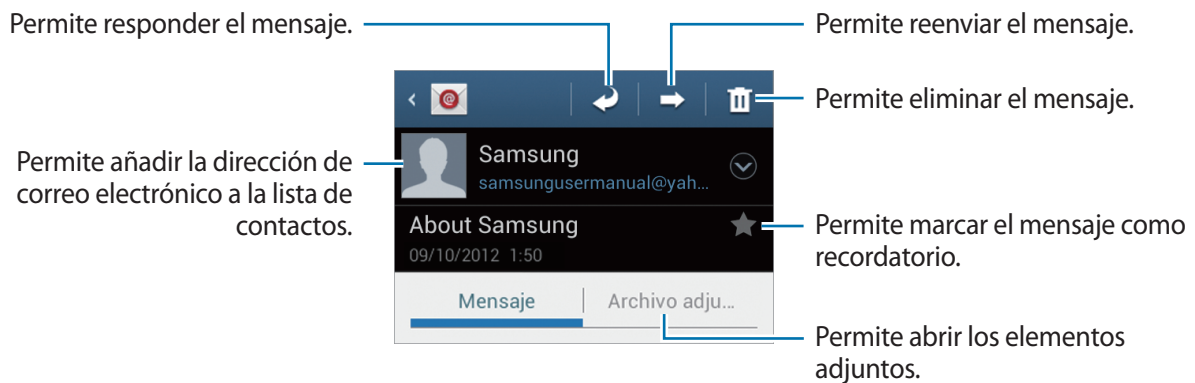 Permite responder el mensaje.
Permite reenviar el mensaje.
Permite eliminar el mensaje.
Permite añadir la dirección de
correo electrónico a la lista de
contactos.
Samsung
samsungusermanual@yah...
About Samsung
09/10/2012 1:50
Permite marcar el mensaje como
recordatorio.
Mensaje
Archivo adju...
Permite abrir los elementos
adjuntos.